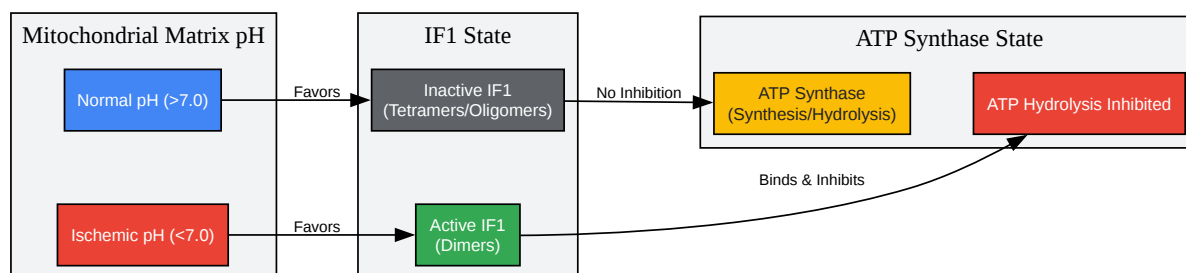 Mitochondrial Matrix pH
IF1 State
ATP Synthase State
Normal pH (>7.0)
Favors
Inactive IF1
(Tetramers/Oligomers)
No Inhibition
ATP Synthase
(Synthesis/Hydrolysis)
ATP Hydrolysis Inhibited
Binds & Inhibits
Ischemic pH (<7.0)
Favors
Active IF1
(Dimers)